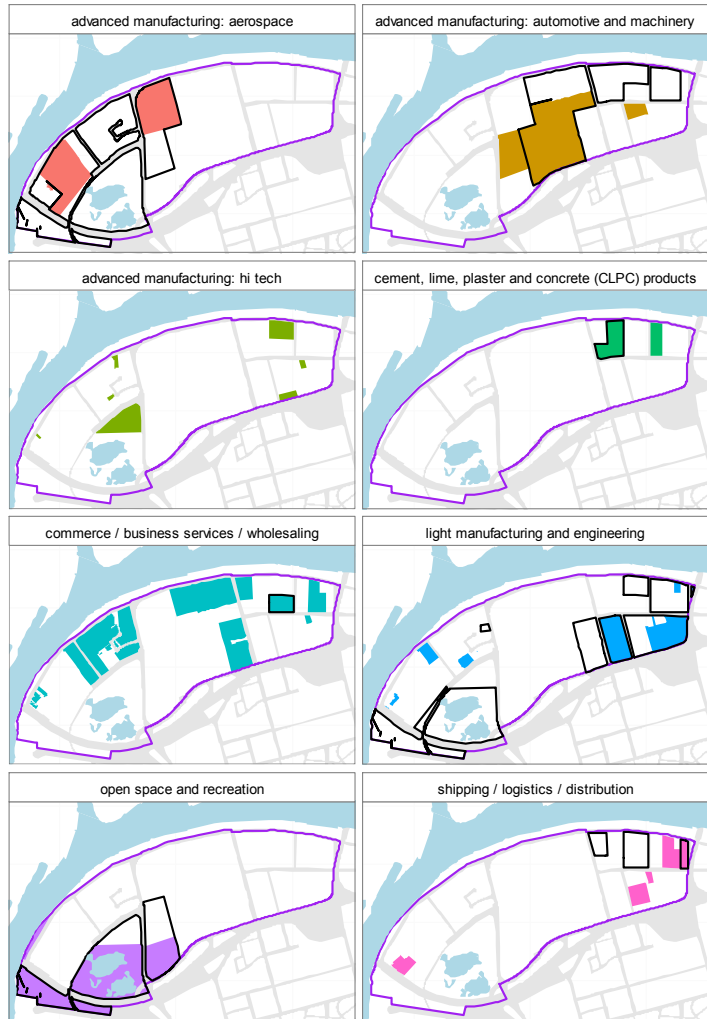 advanced manufacturing: aerospace
advanced manufacturing: automotive and machinery
advanced manufacturing: hi tech
cement, lime, plaster and concrete (CLPC) products
commerce / business services / wholesaling
light manufacturing and engineering
open space and recreation
shipping / logistics / distribution